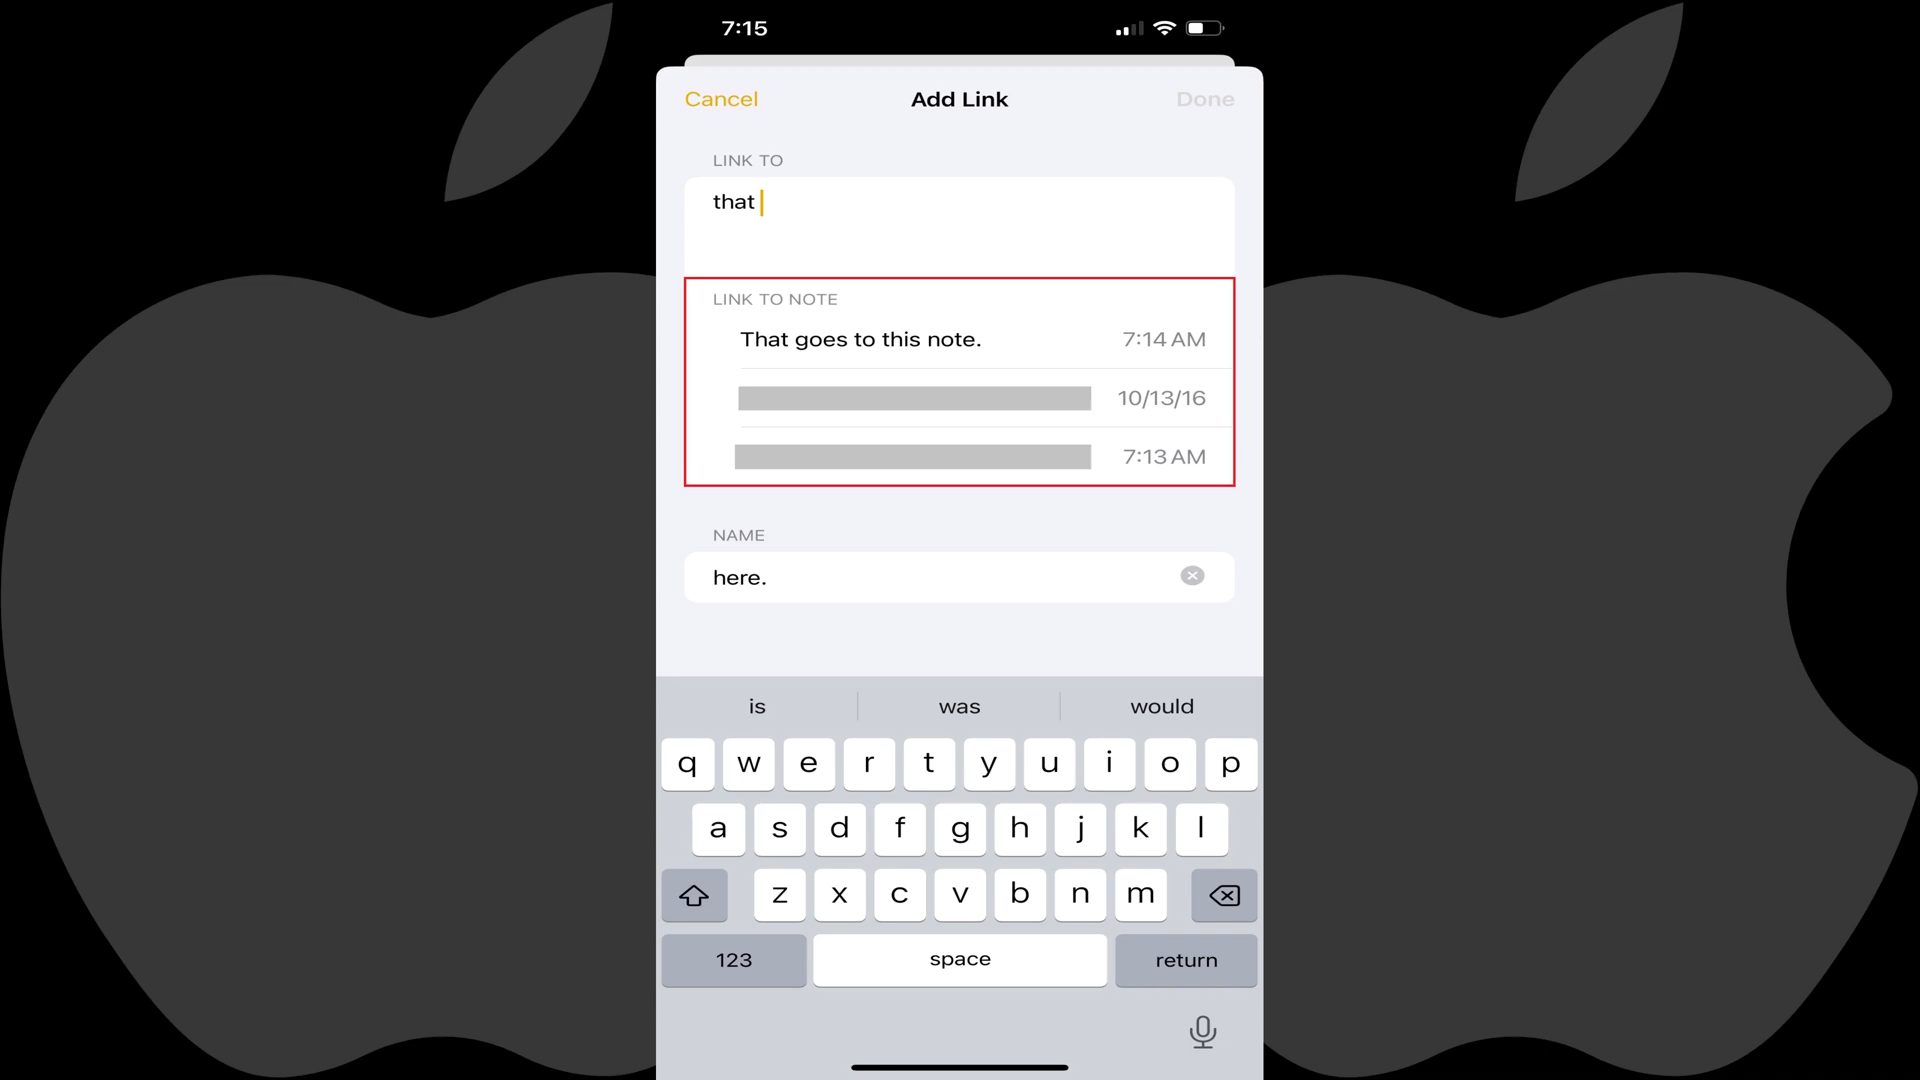 7:15
Cancel Add Link Done
LINK TO
that
LINK TO NOTE
That goes to this note. 7:14 AM
10/13/16
7:13 AM
NAME
here.
is was would
q w e r t y u i o p
a s d f g h j k l
z x c v b n m
123 space return